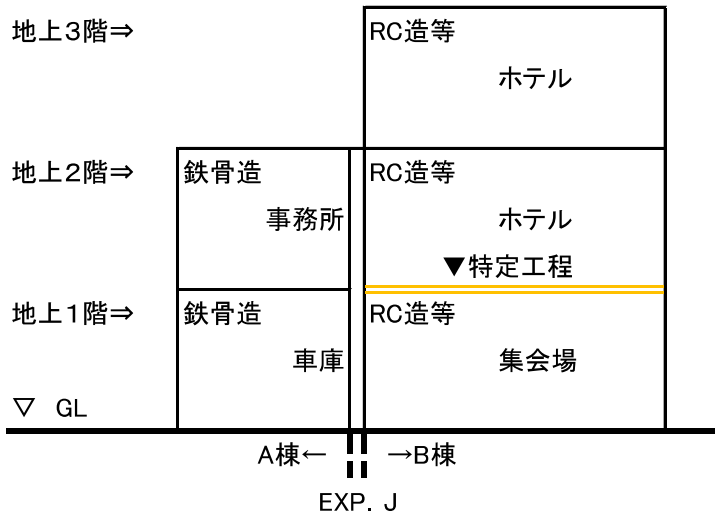 地上３階⇒
RC造等
ホテル
地上２階⇒
鉄骨造
RC造等
事務所
ホテル
▼特定工程
地上１階⇒
鉄骨造
RC造等
車庫
集会場
▽ GL
A棟←
→B棟
EXP. J